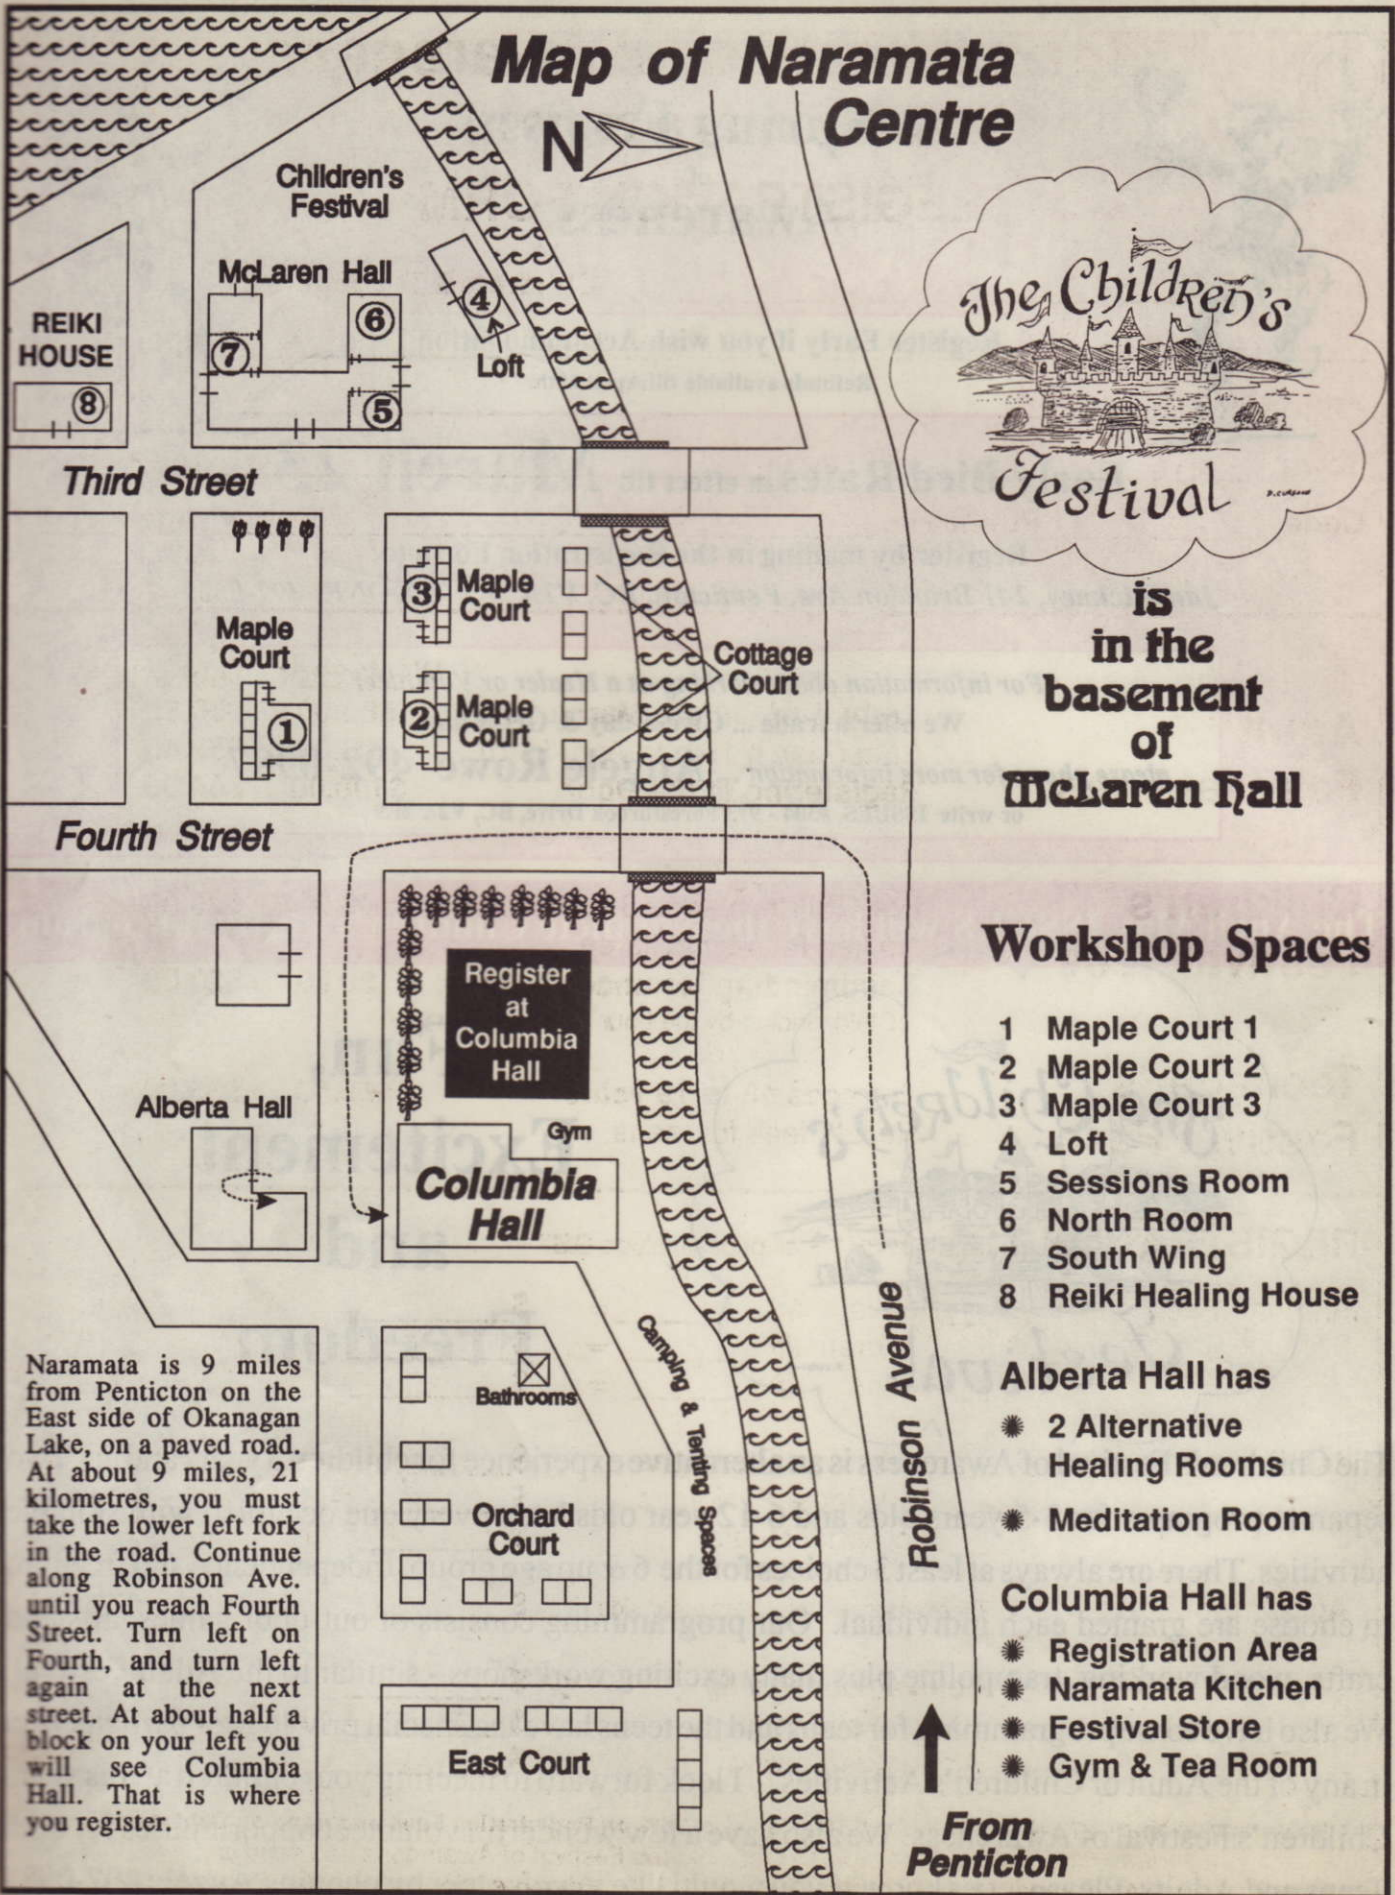 Map of Naramata
Centre
N
Children's
Festival
McLaren Hall
6
7
5
4
Loft
REIKI
HOUSE
8
The Children's
Festival
is
in the
basement
of
McLaren Hall
Third Street
3
Maple
Court
Maple
Court
1
2
Maple
Court
Cottage
Court
Fourth Street
Register
at
Columbia
Hall
Alberta Hall
Gym
Columbia
Hall
Camping & Tenting Spaces
Robinson Avenue
Bathrooms
Orchard
Court
East Court
From
Penticton
Workshop Spaces
1 Maple Court 1
2 Maple Court 2
3 Maple Court 3
4 Loft
5 Sessions Room
6 North Room
7 South Wing
8 Reiki Healing House
Alberta Hall has
✺ 2 Alternative
Healing Rooms
✺ Meditation Room
Columbia Hall has
✺ Registration Area
✺ Naramata Kitchen
✺ Festival Store
✺ Gym & Tea Room
Naramata is 9 miles
from Penticton on the
East side of Okanagan
Lake, on a paved road.
At about 9 miles, 21
kilometres, you must
take the lower left fork
in the road. Continue
along Robinson Ave.
until you reach Fourth
Street. Turn left on
Fourth, and turn left
again at the next
street. At about half a
block on your left you
will see Columbia
Hall. That is where
you register.